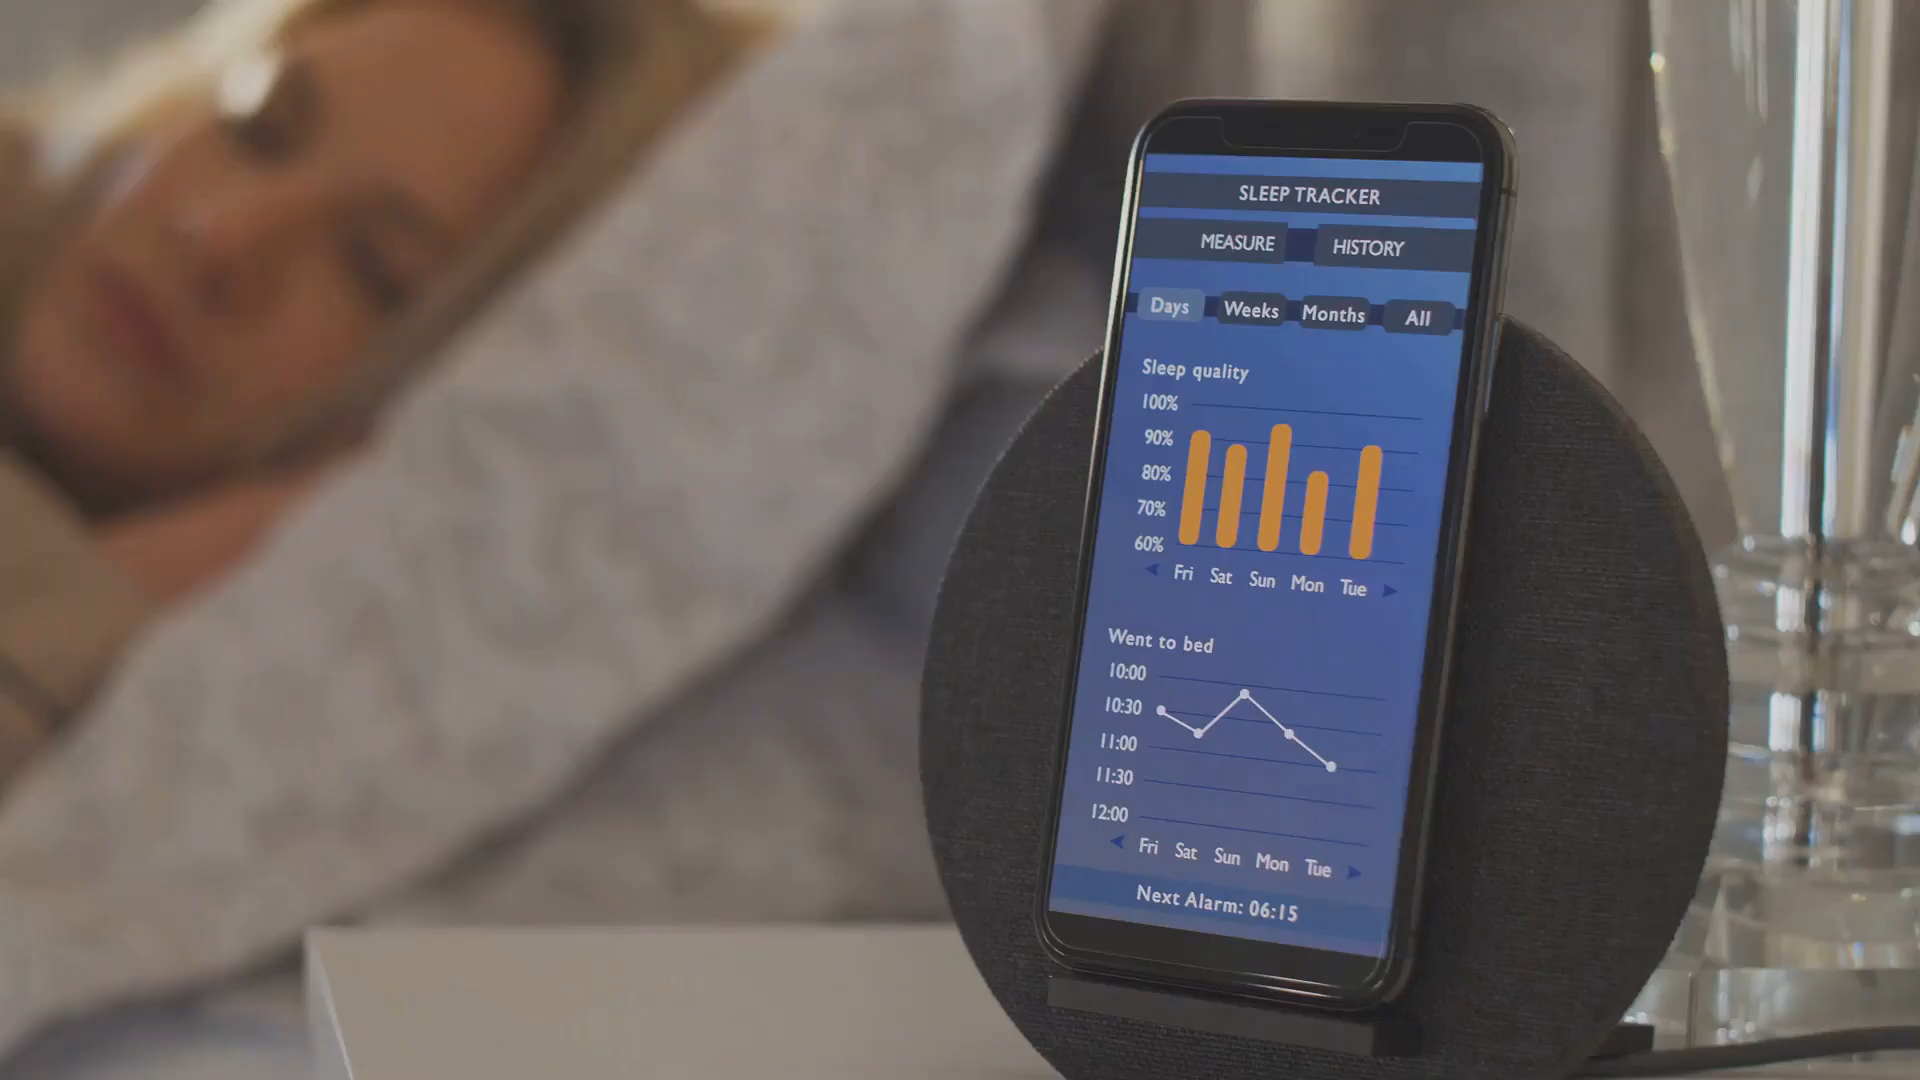 SLEEP TRACKER
MEASURE HISTORY
Days Weeks Months All
Sleep quality
100%
90%
80%
70%
60%
Fri Sat Sun Mon Tue
Went to bed
10:00
10:30
11:00
11:30
12:00
Fri Sat Sun Mon Tue
Next Alarm: 06:15